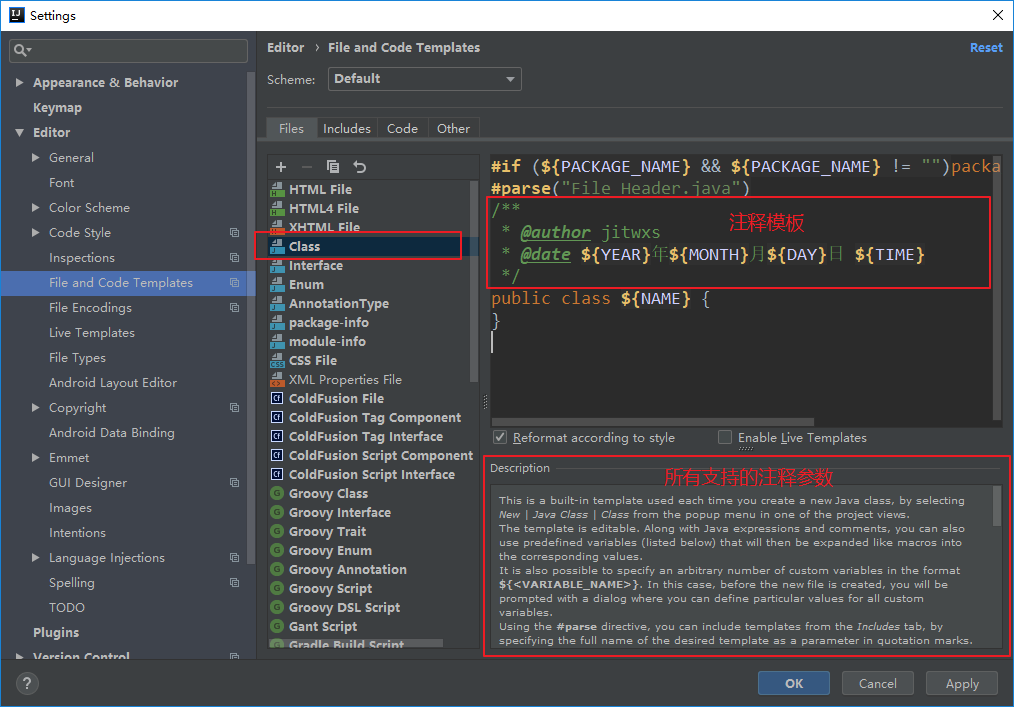 Settings
Editor › File and Code Templates
Reset
Scheme: Default
Appearance & Behavior
Keymap
Editor
General
Font
Color Scheme
Code Style
Inspections
File and Code Templates
File Encodings
Live Templates
File Types
Android Layout Editor
Copyright
Android Data Binding
Emmet
GUI Designer
Images
Intentions
Language Injections
Spelling
TODO
Plugins
Version Control
Files Includes Code Other
HTML File
HTML4 File
XHTML File
Class
Interface
Enum
AnnotationType
package-info
module-info
CSS File
XML Properties File
ColdFusion File
ColdFusion Tag Component
ColdFusion Tag Interface
ColdFusion Script Component
ColdFusion Script Interface
Groovy Class
Groovy Interface
Groovy Trait
Groovy Enum
Groovy Annotation
Groovy Script
Groovy DSL Script
Gant Script
Gradle Build Script
#if (${PACKAGE_NAME} && ${PACKAGE_NAME} != "")packa
#parse("File Header.java")
/**
注释模板
* @author jitwxs
* @date ${YEAR}年${MONTH}月${DAY}日 ${TIME}
*/
public class ${NAME} {
}
Reformat according to style
Enable Live Templates
Description
所有支持的注释参数
This is a built-in template used each time you create a new Java class, by selecting
New | Java Class | Class from the popup menu in one of the project views.
The template is editable. Along with Java expressions and comments, you can also
use predefined variables (listed below) that will then be expanded like macros into
the corresponding values.
It is also possible to specify an arbitrary number of custom variables in the format
${<VARIABLE_NAME>}. In this case, before the new file is created, you will be
prompted with a dialog where you can define particular values for all custom
variables.
Using the #parse directive, you can include templates from the Includes tab, by
specifying the full name of the desired template as a parameter in quotation marks.
?
OK
Cancel
Apply